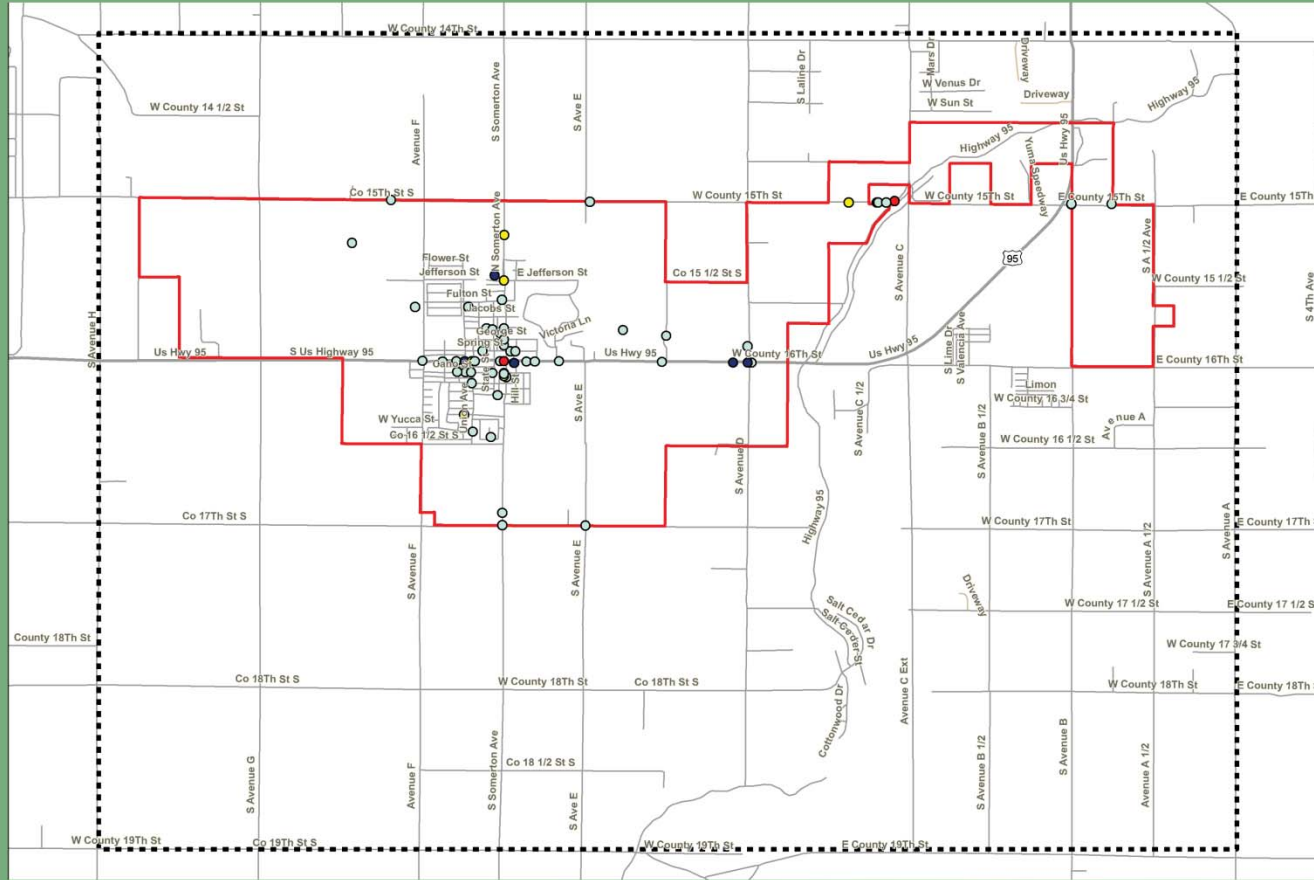 W County 14Th St
W County 14 1/2 St
Avenue F
S Somerton Ave
S Ave E
S Laline Dr
Mars Dr
W Venus Dr
W Sun St
Driveway
Driveway
Us Hwy 95
Highway 95
Highway 95
Yuma Speedway
Co 15Th St S
W County 15Th St
W County 15Th St
E County 15Th St
E County 15Th
N Somerton Ave
Flower St
Jefferson St
E Jefferson St
Fulton St
Jacobs St
George St
Spring St
Victoria Ln
Co 15 1/2 St S
S Avenue C
95
S A 1/2 Ave
W County 15 1/2 St
S 4Th Ave
S Avenue H
Us Hwy 95
S Us Highway 95
State St
Hill St
Union Ave
Us Hwy 95
W County 16Th St
Us Hwy 95
S Lime Dr
S Valencia Ave
E County 16Th St
S Ave E
W Yucca St
Co 16 1/2 St S
S Avenue D
S Avenue C 1/2
S Avenue B 1/2
Limon
W County 16 3/4 St
Avenue A
W County 16 1/2 St
Co 17Th St S
Highway 95
W County 17Th St
S Avenue A
E County 17Th
S Avenue F
S Avenue E
S Avenue A 1/2
Driveway
Salt Cedar Dr
Salt Ceder St
W County 17 1/2 St
E County 17 1/2 S
County 18Th St
W County 17 3/4 St
Co 18Th St S
W County 18Th St
Co 18Th St S
Cottonwood Dr
Avenue C Ext
W County 18Th St
E County 18Th
S Avenue G
Avenue F
S Somerton Ave
S Ave E
Co 18 1/2 St S
S Avenue B 1/2
S Avenue B
Avenue A 1/2
W County 19Th St
Co 19Th St S
W County 19Th St
E County 19Th St